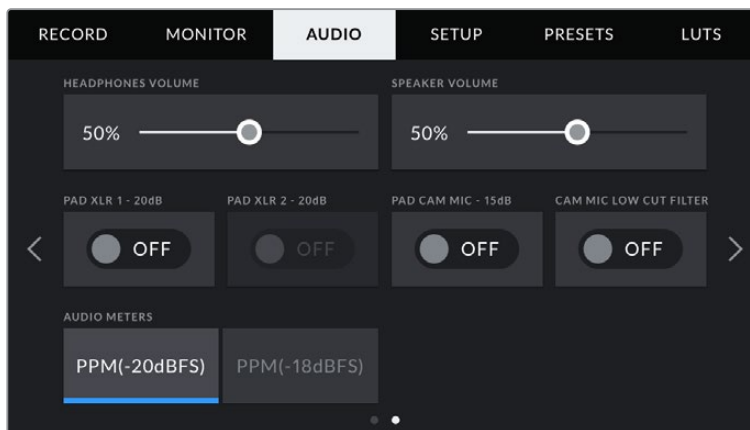 RECORD MONITOR AUDIO SETUP PRESETS LUTS
HEADPHONES VOLUME SPEAKER VOLUME
50% 50%
PAD XLR 1 - 20dB PAD XLR 2 - 20dB PAD CAM MIC - 15dB CAM MIC LOW CUT FILTER
OFF OFF OFF OFF
AUDIO METERS
PPM(-20dBFS) PPM(-18dBFS)